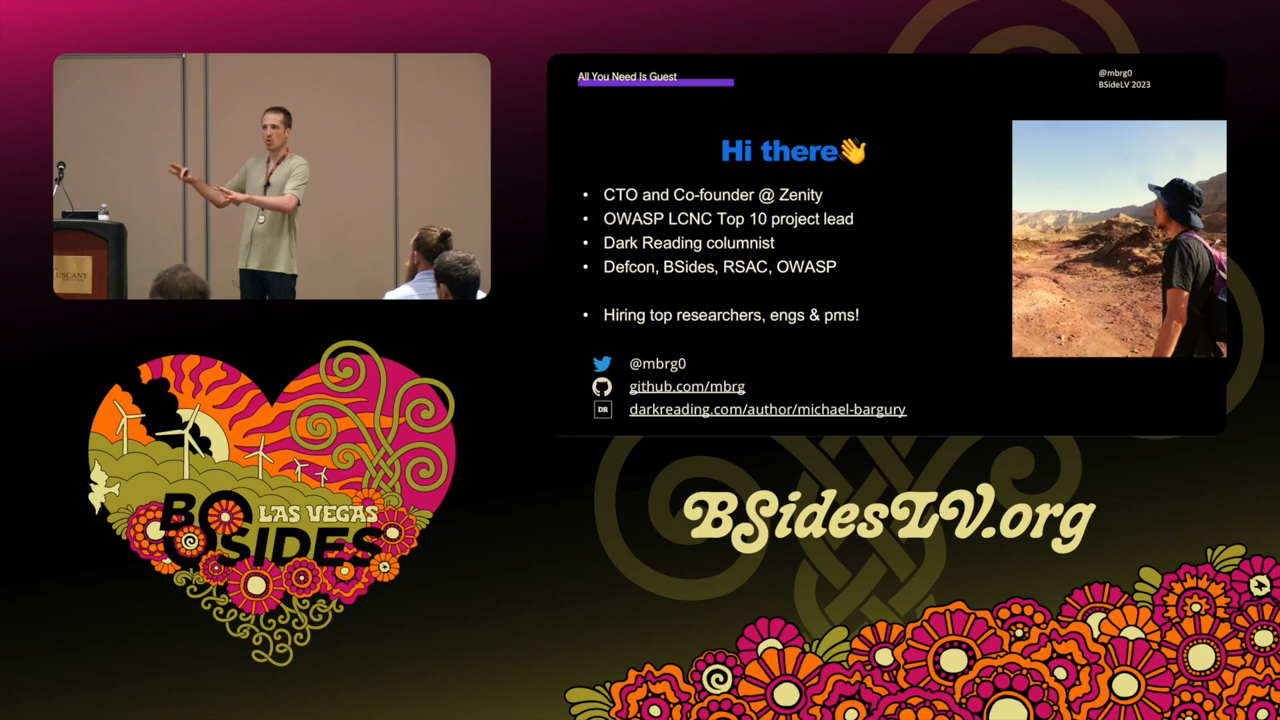 All You Need Is Guest
@mbrg0
BSideLV 2023
Hi there👋
• CTO and Co-founder @ Zenity
• OWASP LCNC Top 10 project lead
• Dark Reading columnist
• Defcon, BSides, RSAC, OWASP
• Hiring top researchers, engs & pms!
@mbrg0
github.com/mbrg
DR
darkreading.com/author/michael-bargury
USCANY
LAS VEGAS
BSIDES
BSidesLV.org